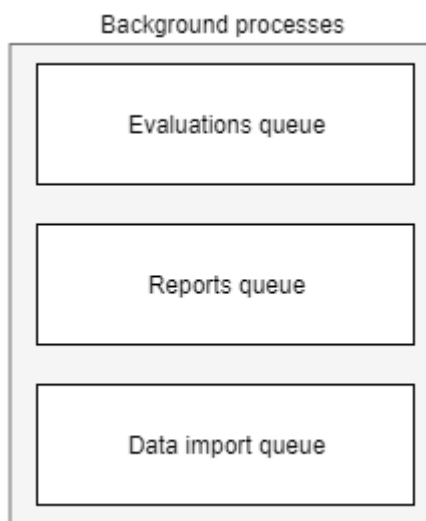 Background processes
Evaluations queue
Reports queue
Data import queue